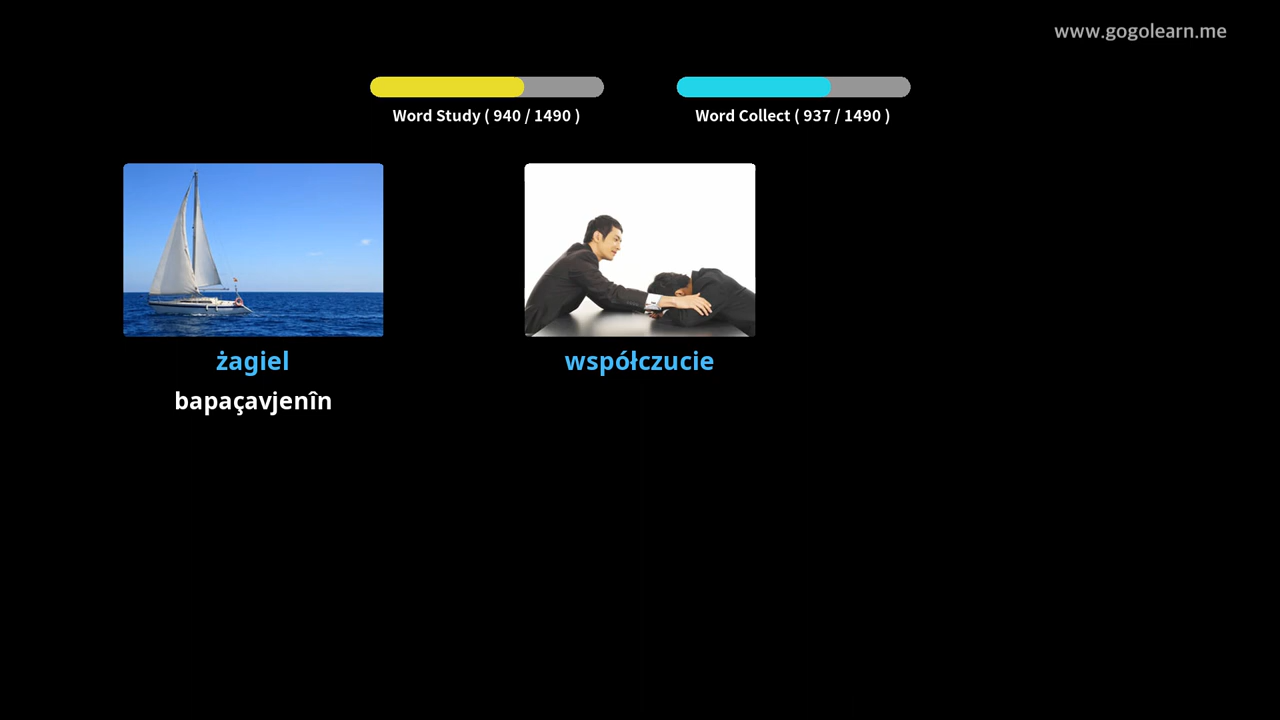 www.gogolearn.me
Word Study ( 940 / 1490 )
Word Collect ( 937 / 1490 )
żagiel
współczucie
bapaçavjenîn